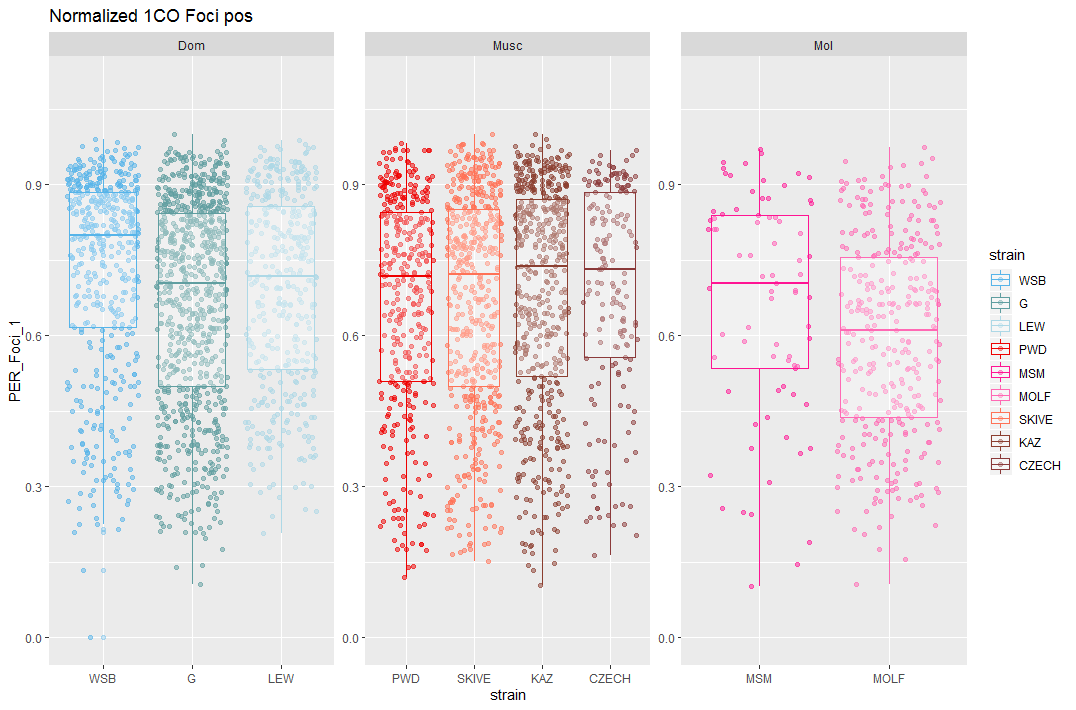 Normalized 1CO Foci pos
Dom
Musc
Mol
PER_Foci_1
0.9
0.6
0.3
0.0
0.9
0.6
0.3
0.0
0.9
0.6
0.3
0.0
WSB
G
LEW
PWD
SKIVE
KAZ
CZECH
MSM
MOLF
strain
strain
WSB
G
LEW
PWD
MSM
MOLF
SKIVE
KAZ
CZECH